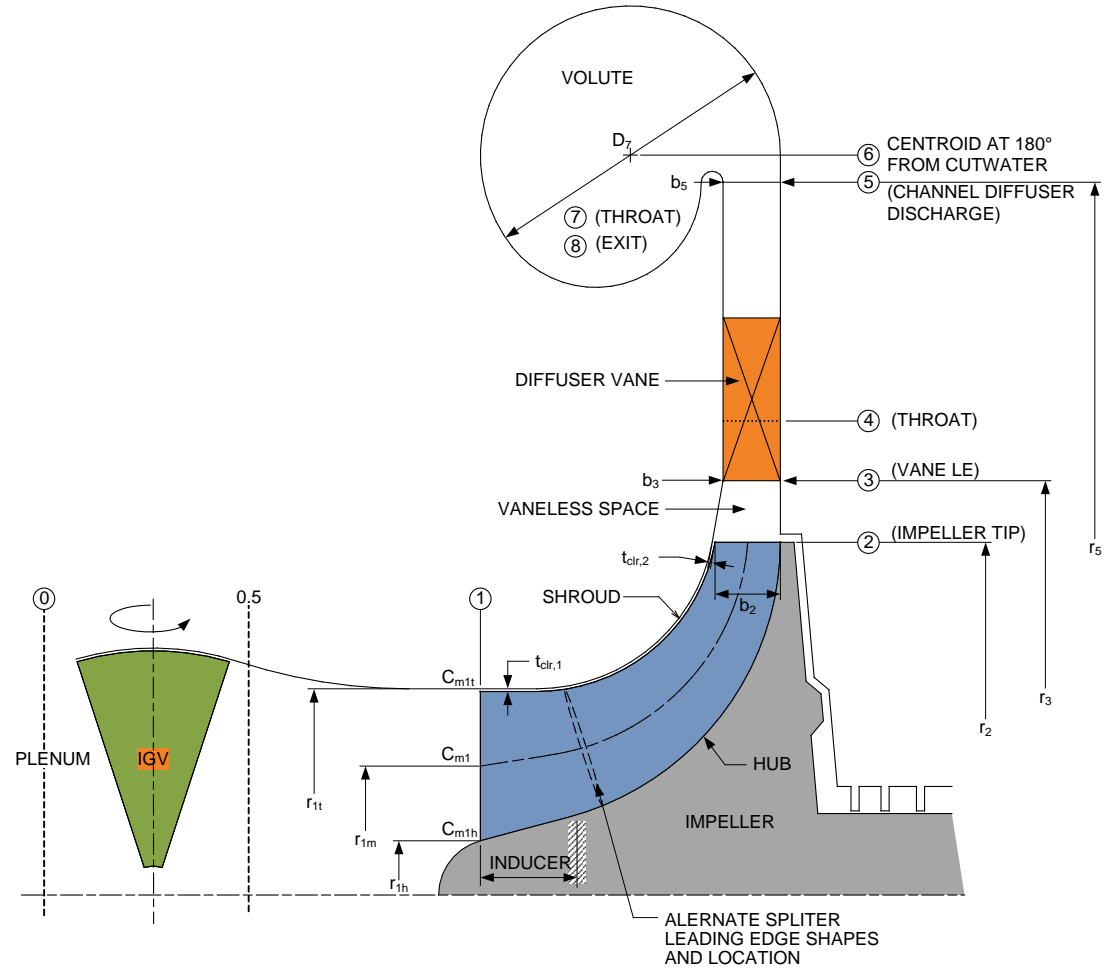 VOLUTE
D7
6 CENTROID AT 180°
FROM CUTWATER
b5
5 (CHANNEL DIFFUSER
DISCHARGE)
7 (THROAT)
8 (EXIT)
DIFFUSER VANE
4 (THROAT)
b3
3 (VANE LE)
VANELESS SPACE
2 (IMPELLER TIP)
r5
tclr,2
SHROUD
b2
0
0.5
1
tclr,1
Cm1t
r3
r2
PLENUM
IGV
Cm1
HUB
r1t
r1m
Cm1h
IMPELLER
INDUCER
r1h
ALERNATE SPLITER
LEADING EDGE SHAPES
AND LOCATION